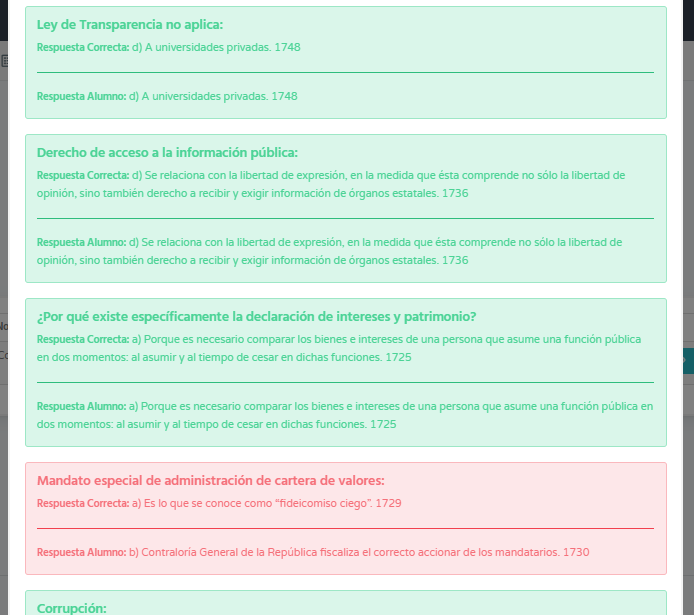 Ley de Transparencia no aplica:
Respuesta Correcta: d) A universidades privadas. 1748
Respuesta Alumno: d) A universidades privadas. 1748
Derecho de acceso a la información pública:
Respuesta Correcta: d) Se relaciona con la libertad de expresión, en la medida que ésta comprende no sólo la libertad de
opinión, sino también derecho a recibir y exigir información de órganos estatales. 1736
Respuesta Alumno: d) Se relaciona con la libertad de expresión, en la medida que ésta comprende no sólo la libertad de
opinión, sino también derecho a recibir y exigir información de órganos estatales. 1736
¿Por qué existe específicamente la declaración de intereses y patrimonio?
Respuesta Correcta: a) Porque es necesario comparar los bienes e intereses de una persona que asume una función pública
en dos momentos: al asumir y al tiempo de cesar en dichas funciones. 1725
Respuesta Alumno: a) Porque es necesario comparar los bienes e intereses de una persona que asume una función pública en
dos momentos: al asumir y al tiempo de cesar en dichas funciones. 1725
Mandato especial de administración de cartera de valores:
Respuesta Correcta: a) Es lo que se conoce como “fideicomiso ciego”. 1729
Respuesta Alumno: b) Contraloría General de la República fiscaliza el correcto accionar de los mandatarios. 1730
Corrupción: